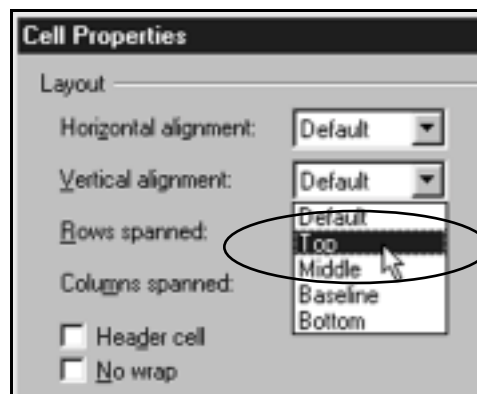 Cell Properties
Layout
Horizontal alignment: Default
Vertical alignment: Default
Default
Rows spanned: Top
Middle
Columns spanned: Baseline
Bottom
Header cell
No wrap